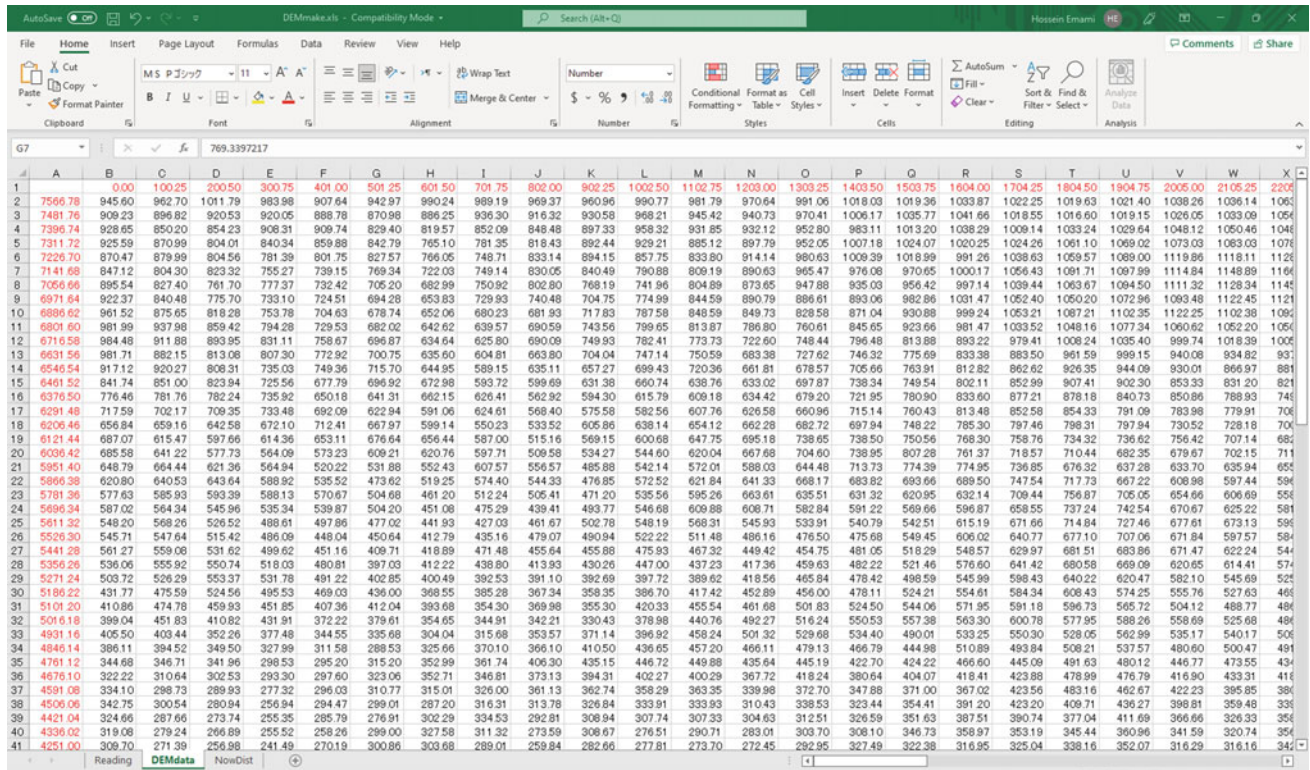 AutoSave Off DEMmake.xls - Compatibility Mode Search (Alt+Q) Hossein Emami HE
File Home Insert Page Layout Formulas Data Review View Help Comments Share
Cut Copy Format Painter Paste Clipboard
MS Pゴシック 11 B I U Font
Wrap Text Merge & Center Alignment
Number $ % Number
Conditional Formatting Format as Table Cell Styles Styles
Insert Delete Format Cells
AutoSum Fill Clear Sort & Filter Find & Select Editing
Analyze Data Analysis
G7 fx 769.3397217
A B C D E F G H I J K L M N O P Q R S T U V W X
1 0.00 100.25 200.50 300.75 401.00 501.25 601.50 701.75 802.00 902.25 1002.50 1102.75 1203.00 1303.25 1403.50 1503.75 1604.00 1704.25 1804.50 1904.75 2005.00 2105.25
2 7566.78 945.60 962.70 1011.79 983.98 907.64 942.97 990.24 989.19 969.37 960.96 990.77 981.79 970.64 991.06 1018.03 1019.36 1033.87 1022.25 1019.63 1021.40 1038.26 1036.14
3 7481.76 909.23 896.82 920.53 920.05 888.78 870.98 886.25 936.30 916.32 930.58 968.21 945.42 940.73 970.41 1006.17 1035.77 1041.66 1018.55 1016.60 1019.15 1026.05 1033.09
4 7396.74 928.65 850.20 854.23 908.31 909.74 829.40 819.57 852.09 848.48 897.33 958.32 931.85 932.12 952.80 983.11 1013.20 1038.29 1009.14 1033.24 1029.64 1048.12 1050.46
5 7311.72 925.59 870.99 804.01 840.34 859.88 842.79 765.10 781.35 818.43 892.44 929.21 885.12 897.79 952.05 1007.18 1024.07 1020.25 1024.26 1061.10 1069.02 1073.03 1083.03
6 7226.70 870.47 879.99 804.56 781.39 801.75 827.57 766.05 748.71 833.14 894.15 857.75 833.80 914.14 980.63 1009.39 1018.99 991.26 1038.63 1059.57 1089.00 1119.86 1118.11
7 7141.68 847.12 804.30 823.32 755.27 739.15 769.34 722.03 749.14 830.05 840.49 790.88 809.19 890.63 965.47 976.08 970.65 1000.17 1056.43 1091.71 1097.99 1114.84 1148.89
8 7056.66 895.54 827.40 761.70 777.37 732.42 705.20 682.99 750.92 802.80 768.19 741.96 804.89 873.65 947.88 935.03 956.42 997.14 1039.44 1063.67 1094.50 1111.32 1128.34
9 6971.64 922.37 840.48 775.70 733.10 724.51 694.28 653.83 729.93 740.48 704.75 774.99 844.59 890.79 886.61 893.06 982.86 1031.47 1052.40 1050.20 1072.96 1093.48 1122.45
10 6886.62 961.52 875.65 818.28 753.78 704.63 678.74 652.06 680.23 681.93 717.83 787.58 848.59 849.73 828.58 871.04 930.88 999.24 1053.21 1087.21 1102.35 1122.25 1102.38
11 6801.60 981.99 937.98 859.42 794.28 729.53 682.02 642.62 639.57 690.59 743.56 799.65 813.87 786.80 760.61 845.65 923.66 981.47 1033.52 1048.16 1077.34 1060.62 1052.20
12 6716.58 984.48 911.88 893.95 831.11 758.67 696.87 634.64 625.80 690.09 749.93 782.41 773.73 722.60 748.44 796.48 813.88 893.22 979.41 1008.24 1035.40 999.74 1018.39
13 6631.56 981.71 882.15 813.08 807.30 772.92 700.75 635.60 604.81 663.80 704.04 747.14 750.59 683.38 727.62 746.32 775.69 833.38 883.50 961.59 999.15 940.08 934.82
14 6546.54 917.12 920.27 808.31 735.03 749.36 715.70 644.95 589.15 635.11 657.27 699.43 720.36 661.81 678.57 705.66 763.91 812.82 862.62 926.35 944.09 930.01 866.97
15 6461.52 841.74 851.00 823.94 725.56 677.79 696.92 672.98 593.72 599.69 631.38 660.74 638.76 633.02 697.87 738.34 749.54 802.11 852.99 907.41 902.30 853.33 831.20
16 6376.50 776.46 781.76 782.24 735.92 650.18 641.31 662.15 626.41 562.92 594.30 615.79 609.18 634.42 679.20 721.95 780.90 833.60 877.21 878.18 840.73 850.86 788.93
17 6291.48 717.59 702.17 709.35 733.48 692.09 622.94 591.06 624.61 568.40 575.58 582.56 607.76 626.58 660.96 715.14 760.43 813.48 852.58 854.33 791.09 783.98 779.91
18 6206.46 656.84 659.16 642.58 672.10 712.41 667.97 599.14 550.23 533.52 605.86 638.14 654.12 662.28 682.72 697.94 748.22 785.30 797.46 798.31 797.94 730.52 728.18
19 6121.44 687.07 615.47 597.66 614.36 653.11 676.64 656.44 587.00 515.16 569.15 600.68 647.75 695.18 738.65 738.50 750.56 768.30 758.76 734.32 736.62 756.42 707.14
20 6036.42 685.58 641.22 577.73 564.09 573.23 609.21 620.76 597.71 509.58 534.27 544.60 620.04 667.68 704.60 738.95 807.28 761.37 718.57 710.44 682.35 679.67 702.15
21 5951.40 648.79 664.44 621.36 564.94 520.22 531.88 552.43 607.57 556.57 485.88 542.14 572.01 588.03 644.48 713.73 774.39 774.95 736.85 676.32 637.28 633.70 635.94
22 5866.38 620.80 640.53 643.64 588.92 535.52 473.62 519.25 574.40 544.33 476.85 572.52 621.84 641.33 668.17 683.82 693.66 689.50 747.54 717.73 667.22 608.98 597.44
23 5781.36 577.63 585.93 593.39 588.13 570.67 504.68 461.20 512.24 505.41 471.20 535.56 595.26 663.61 635.51 631.32 620.95 632.14 709.44 756.87 705.05 654.66 606.69
24 5696.34 587.02 564.34 545.96 535.34 539.87 504.20 451.08 475.29 439.41 493.77 546.68 609.88 608.71 582.84 591.22 569.66 596.87 658.55 737.24 742.54 670.67 625.22
25 5611.32 548.20 568.26 526.52 488.61 497.86 477.02 441.93 427.03 461.67 502.78 548.19 568.31 545.93 533.91 540.79 542.51 615.19 671.66 714.84 727.46 677.61 673.13
26 5526.30 545.71 547.64 515.42 486.09 448.04 450.64 412.79 435.16 479.07 490.94 522.22 511.48 486.16 476.50 475.68 549.45 606.02 640.77 677.10 707.06 671.84 597.57
27 5441.28 561.27 559.08 531.62 499.62 451.16 409.71 418.89 471.48 455.64 455.88 475.93 467.32 449.42 454.75 481.05 518.29 548.57 629.97 681.51 683.86 671.47 622.24
28 5356.26 536.06 555.92 550.74 518.03 480.81 397.03 412.22 438.80 413.93 430.26 447.00 437.23 417.36 459.63 482.22 521.46 576.60 641.42 680.58 669.09 620.65 614.41
29 5271.24 503.72 526.29 553.37 531.78 491.22 402.85 400.49 392.53 391.10 392.69 397.72 389.62 418.56 465.84 478.42 498.59 545.99 598.43 640.22 620.47 582.10 545.69
30 5186.22 431.77 475.59 524.56 495.53 469.03 436.00 368.55 385.28 367.34 358.35 386.70 417.42 452.89 456.00 478.11 524.21 554.61 584.34 608.43 574.25 555.76 527.63
31 5101.20 410.86 474.78 459.93 451.85 407.36 412.04 393.68 354.30 369.98 355.30 420.33 455.54 461.68 501.83 524.50 544.06 571.95 591.18 596.73 565.72 504.12 488.77
32 5016.18 399.04 451.83 410.82 431.91 372.22 379.61 354.65 344.91 342.21 330.43 378.98 440.76 492.27 516.24 550.53 557.38 563.30 600.78 577.95 588.26 558.69 525.68
33 4931.16 405.50 403.44 352.26 377.48 344.55 335.68 304.04 315.68 353.57 371.14 396.92 458.24 501.32 529.68 534.40 490.01 533.25 550.30 528.05 562.99 535.17 540.17
34 4846.14 386.11 394.52 349.50 327.99 311.58 288.53 325.66 370.10 366.10 410.50 436.65 457.20 466.11 479.13 466.79 444.98 510.89 493.84 508.21 537.57 480.60 500.47
35 4761.12 344.68 346.71 341.96 298.53 295.20 315.20 352.99 361.74 406.30 435.15 446.72 449.88 435.64 445.19 422.70 424.22 466.60 445.09 491.63 480.12 446.77 473.55
36 4676.10 322.22 310.64 302.53 293.30 297.60 323.06 352.71 346.81 373.13 394.31 402.27 400.29 367.72 418.24 380.64 404.07 418.41 423.88 478.99 476.79 416.90 433.31
37 4591.08 334.10 298.73 289.93 277.32 296.03 310.77 315.01 326.00 361.13 362.74 358.29 363.35 339.98 372.70 347.88 371.00 367.02 423.56 483.16 462.67 422.23 395.85
38 4506.06 342.75 300.54 280.94 256.94 294.47 299.01 287.20 316.31 313.78 326.84 333.91 333.93 310.43 338.53 323.44 354.41 391.20 423.20 409.71 436.27 398.81 359.48
39 4421.04 324.66 287.66 273.74 255.35 285.79 276.91 302.29 334.53 292.81 308.94 307.74 307.33 304.63 312.51 326.59 351.63 387.51 390.74 377.04 411.69 366.66 326.33
40 4336.02 319.08 279.24 266.89 255.52 258.26 299.00 327.58 311.32 273.59 308.67 276.51 290.71 283.01 303.70 308.10 346.73 358.97 353.19 345.44 360.96 341.59 320.74
41 4251.00 309.70 271.39 256.98 241.49 270.19 300.86 303.68 289.01 259.84 282.66 277.81 273.70 272.45 292.95 327.49 322.38 316.95 325.04 338.16 352.07 316.29 316.16
Reading DEMdata NowDist